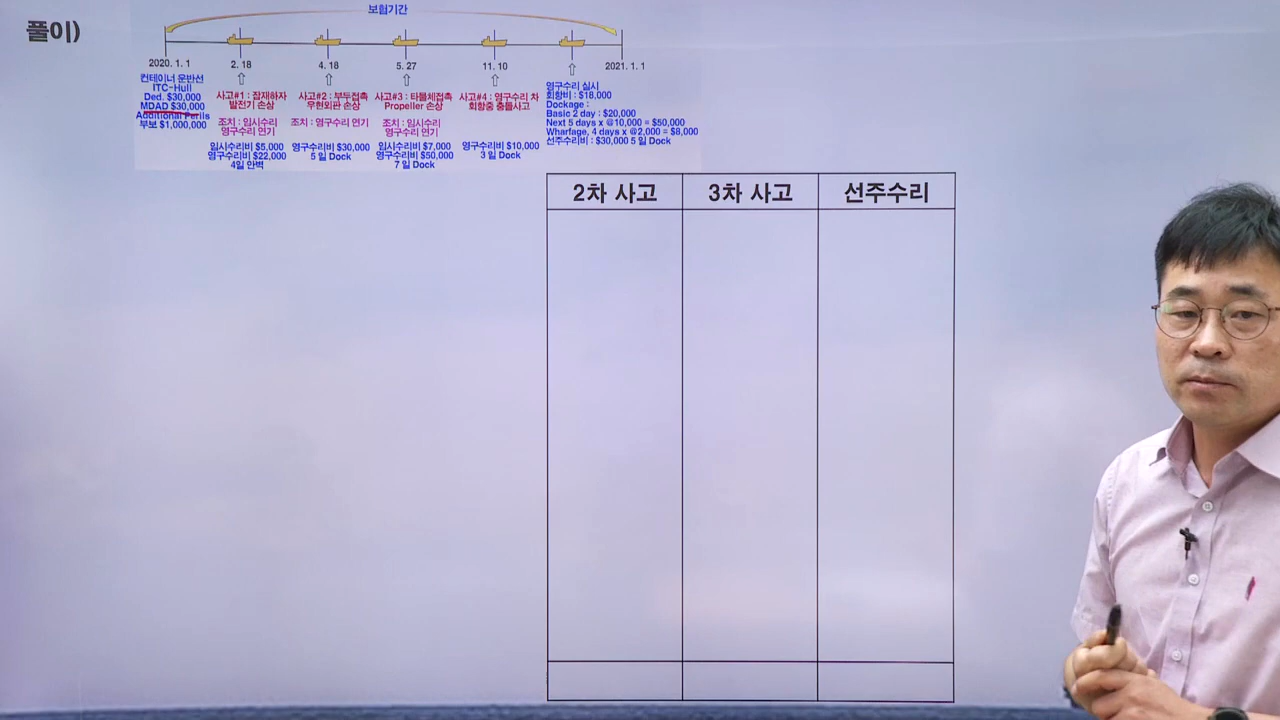 풀이)
보험기간
2020. 1. 1
2. 18
4. 18
5. 27
11. 10
2021. 1. 1
컨테이너 운반선
ITC-Hull
Ded. $30,000
MDAD $30,000
Additional Perils
부보 $1,000,000
사고#1 : 잠재하자
발전기 손상
조치 : 임시수리
영구수리 연기
임시수리비 $5,000
영구수리비 $22,000
4일 안벽
사고#2 : 부두접촉
우현외판 손상
조치 : 영구수리 연기
영구수리비 $30,000
5 일 Dock
사고#3 : 타물체접촉
Propeller 손상
조치 : 임시수리
영구수리 연기
임시수리비 $7,000
영구수리비 $50,000
7 일 Dock
사고#4 : 영구수리 차
회항중 충돌사고
영구수리비 $10,000
3 일 Dock
영구수리 실시
회항비 : $18,000
Dockage :
Basic 2 day : $20,000
Next 5 days x @10,000 = $50,000
Wharfage, 4 days x @2,000 = $8,000
선주수리비 : $30,000 5 일 Dock
2차 사고
3차 사고
선주수리